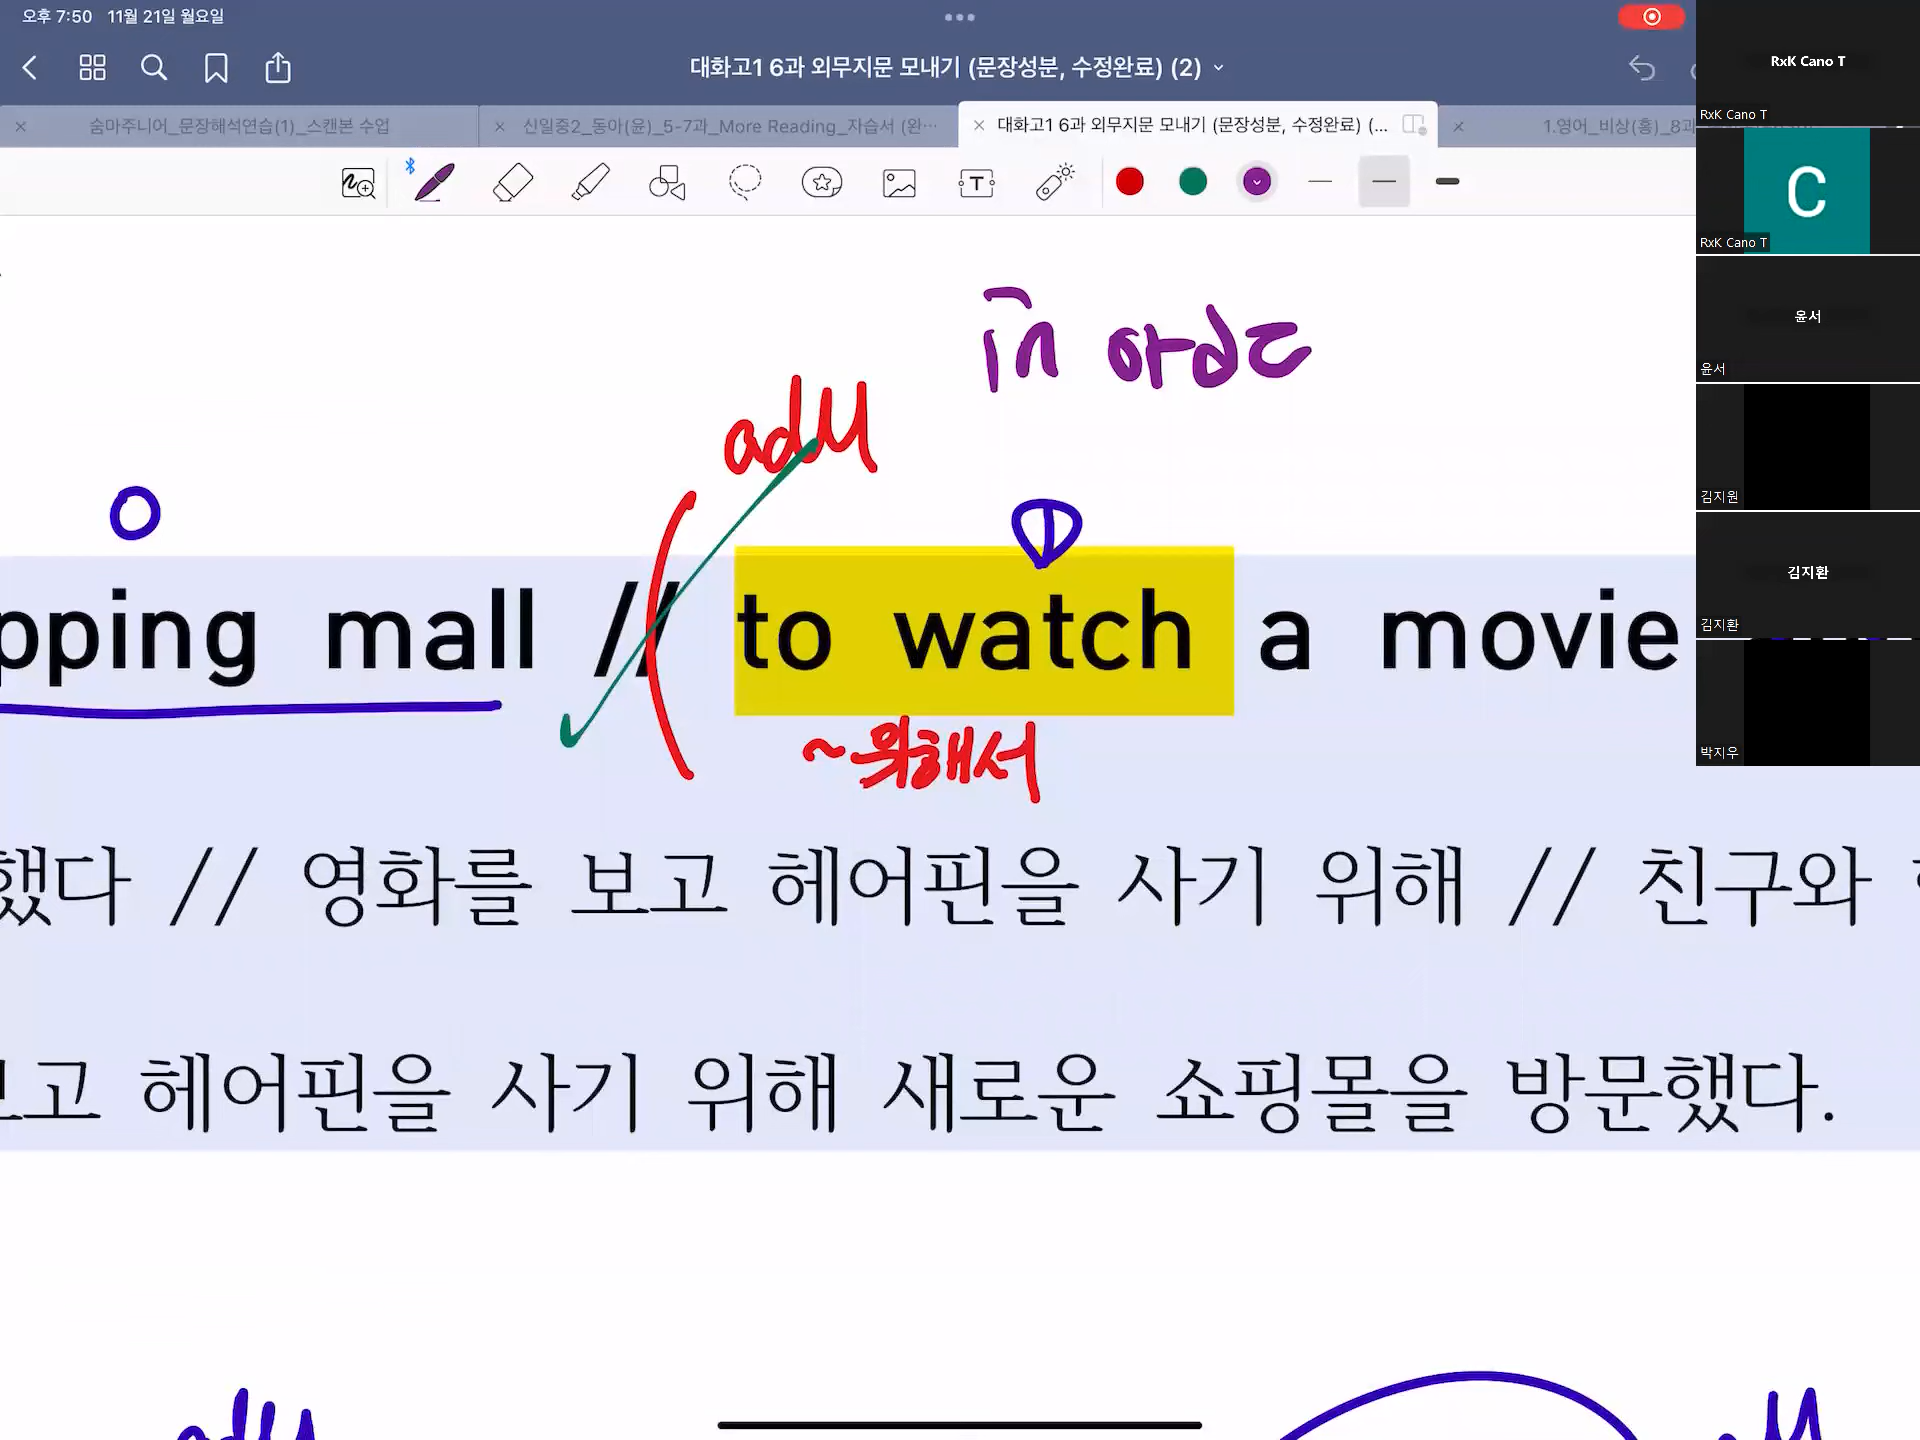 오후 7:50 11월 21일 월요일
대화고1 6과 외무지문 모내기 (문장성분, 수정완료) (2)
숨마주니어_문장해석연습(1)_스캔본 수업
신일중2_동아(윤)_5-7과_More Reading_자습서 (완…
대화고1 6과 외무지문 모내기 (문장성분, 수정완료) (...
1.영어_비상(홍)_8과
T
RxK Cano T
RxK Cano T
C
RxK Cano T
윤서
윤서
김지원
김지환
김지환
박지우
in orde
adv
O
①
pping mall // to watch a movie
~위해서
했다 // 영화를 보고 헤어핀을 사기 위해 // 친구와
보고 헤어핀을 사기 위해 새로운 쇼핑몰을 방문했다.